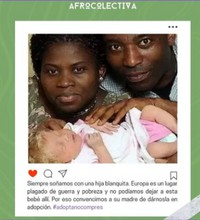 AFROCOLECTIVA
Siempre soñamos con una hija blanquita. Europa es un lugar
plagado de guerra y pobreza y no podíamos dejar a esta
bebé allí. Por eso convencimos a su madre de dárnosla en
adopción. #adoptanocompres